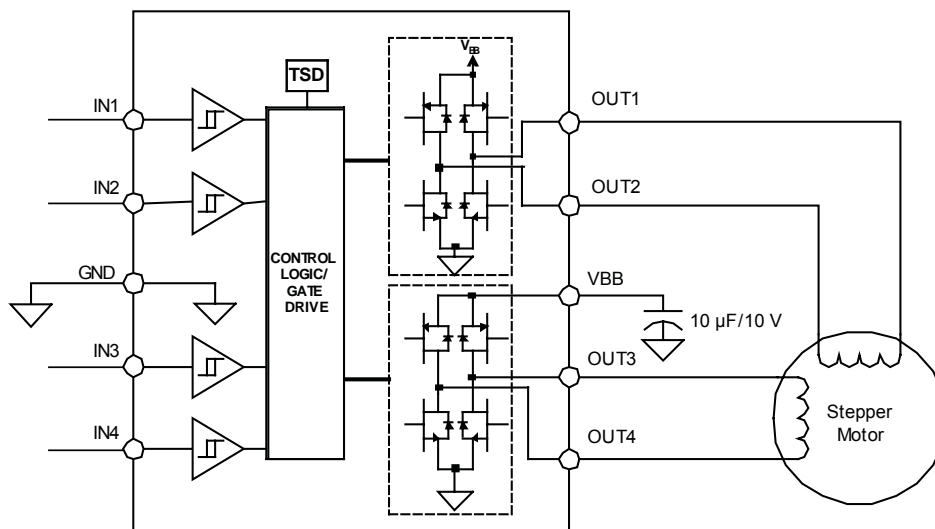 V_BB
TSD
IN1
OUT1
IN2
OUT2
CONTROL
LOGIC/
GATE
DRIVE
GND
VBB
10 µF/10 V
IN3
OUT3
Stepper
Motor
IN4
OUT4